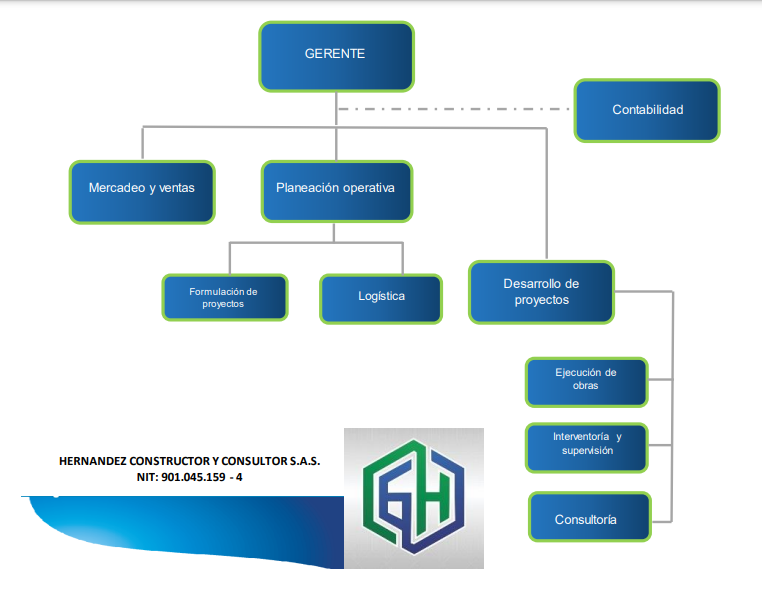 GERENTE
Contabilidad
Mercadeo y ventas
Planeación operativa
Formulación de
proyectos
Logística
Desarrollo de
proyectos
Ejecución de
obras
Interventoría y
supervisión
Consultoría
HERNANDEZ CONSTRUCTOR Y CONSULTOR S.A.S.
NIT: 901.045.159 - 4
GH